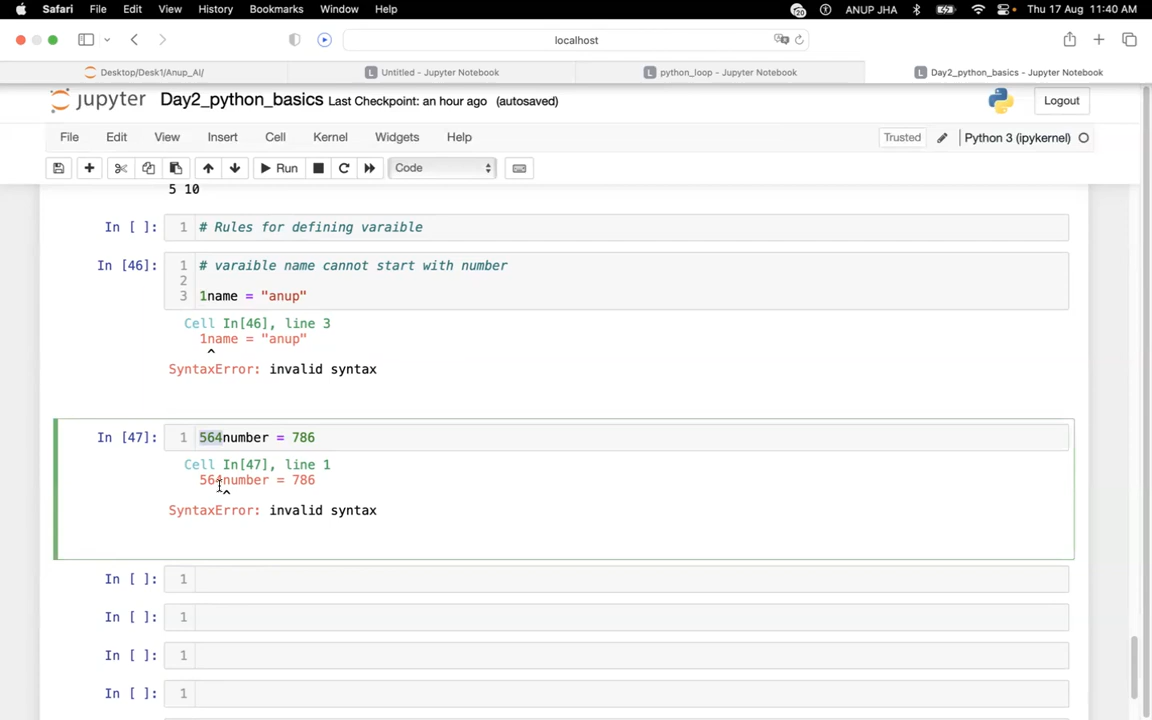 Safari File Edit View History Bookmarks Window Help 20 ANUP JHA Thu 17 Aug 11:40 AM
localhost
Desktop/Desk1/Anup_AI/ L Untitled - Jupyter Notebook L python_loop - Jupyter Notebook L Day2_python_basics - Jupyter Notebook
jupyter Day2_python_basics Last Checkpoint: an hour ago (autosaved) Logout
File Edit View Insert Cell Kernel Widgets Help Trusted Python 3 (ipykernel)
Run Code
5 10
In [ ]: 1 # Rules for defining varaible
In [46]: 1 # varaible name cannot start with number
2
3 1name = "anup"
Cell In[46], line 3
1name = "anup"
^
SyntaxError: invalid syntax
In [47]: 1 564number = 786
Cell In[47], line 1
564number = 786
^
SyntaxError: invalid syntax
In [ ]: 1
In [ ]: 1
In [ ]: 1
In [ ]: 1